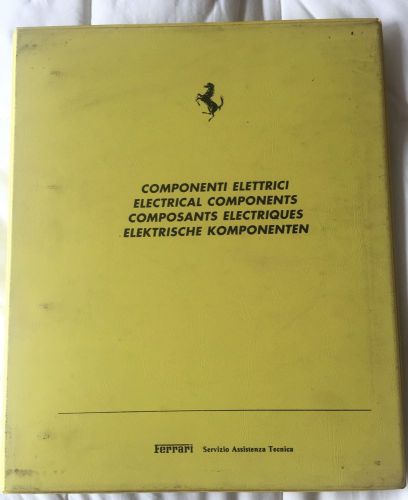 COMPONENTI ELETTRICI
ELECTRICAL COMPONENTS
COMPOSANTS ELECTRIQUES
ELEKTRISCHE KOMPONENTEN
Ferrari Servizio Assistenza Tecnica